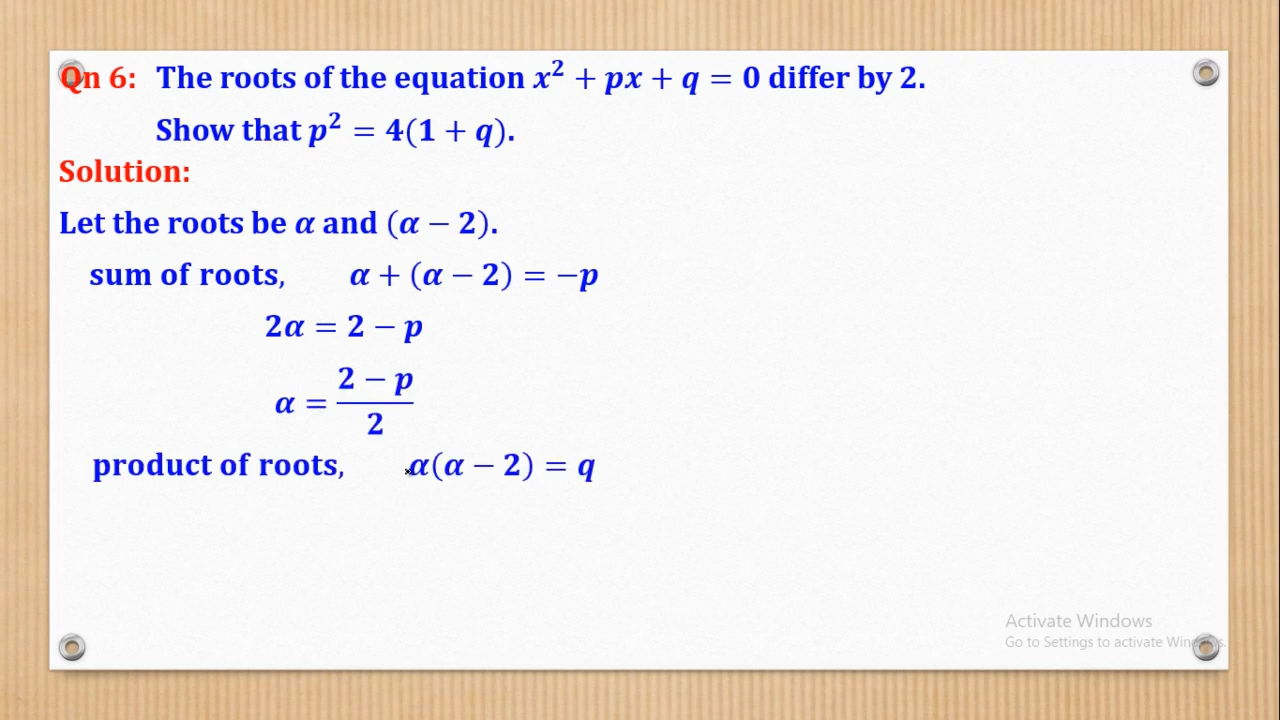 Qn 6: The roots of the equation x² + px + q = 0 differ by 2.
Show that p² = 4(1 + q).
Solution:
Let the roots be α and (α − 2).
sum of roots, α + (α − 2) = −p
2α = 2 − p
α = (2 − p)/2
product of roots, α(α − 2) = q
Activate Windows
Go to Settings to activate Windows.